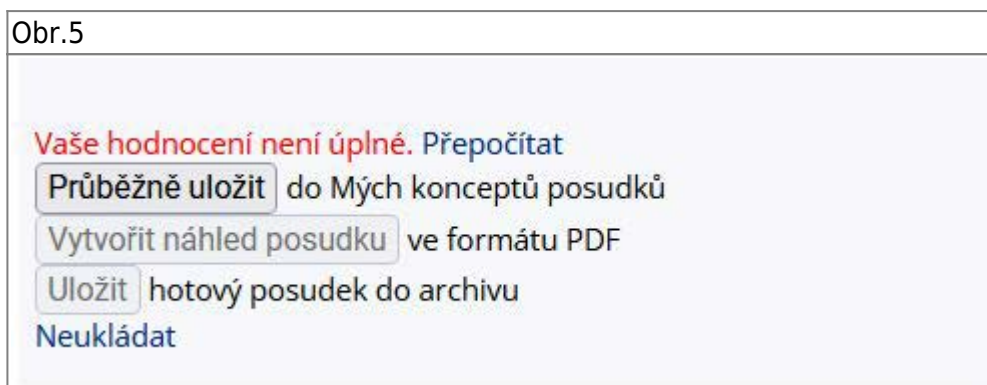 Obr.5
Vaše hodnocení není úplné. Přepočítat
Průběžně uložit do Mých konceptů posudků
Vytvořit náhled posudku ve formátu PDF
Uložit hotový posudek do archivu
Neukládat